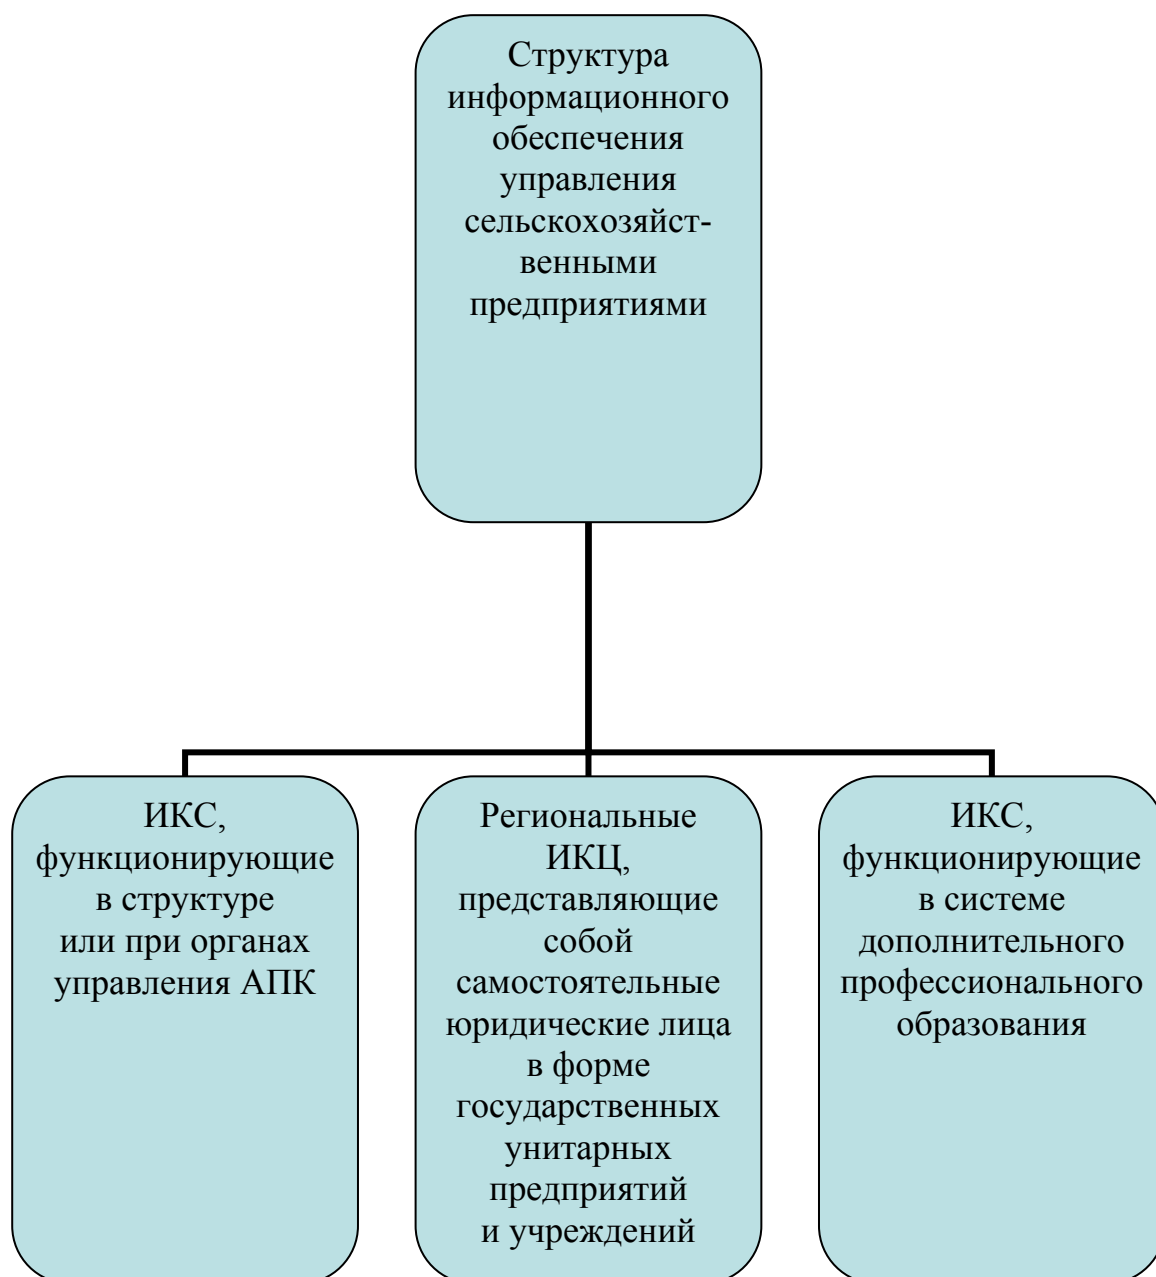 Структура
информационного
обеспечения
управления
сельскохозяйст-
венными
предприятиями
ИКС,
функционирующие
в структуре
или при органах
управления АПК
Региональные
ИКЦ,
представляющие
собой
самостоятельные
юридические лица
в форме
государственных
унитарных
предприятий
и учреждений
ИКС,
функционирующие
в системе
дополнительного
профессионального
образования